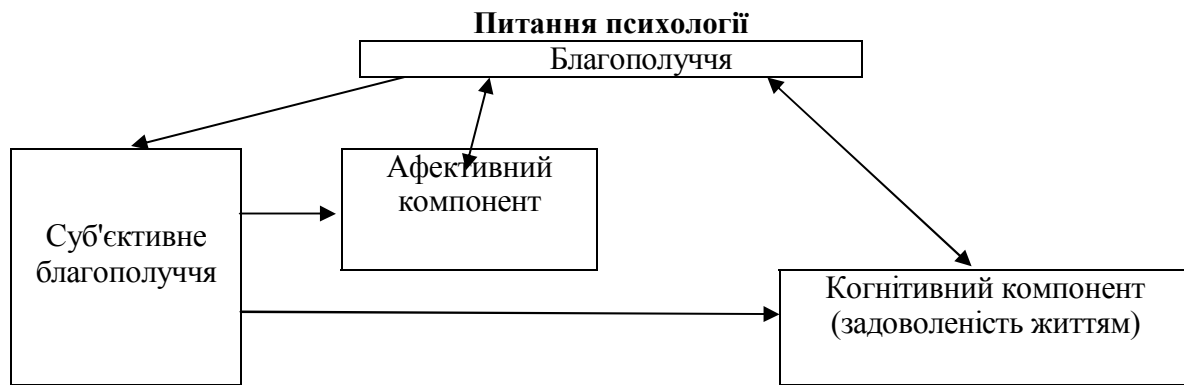 Питання психології
Благополуччя
Афективний
компонент
Суб'єктивне
благополуччя
Когнітивний компонент
(задоволеність життям)